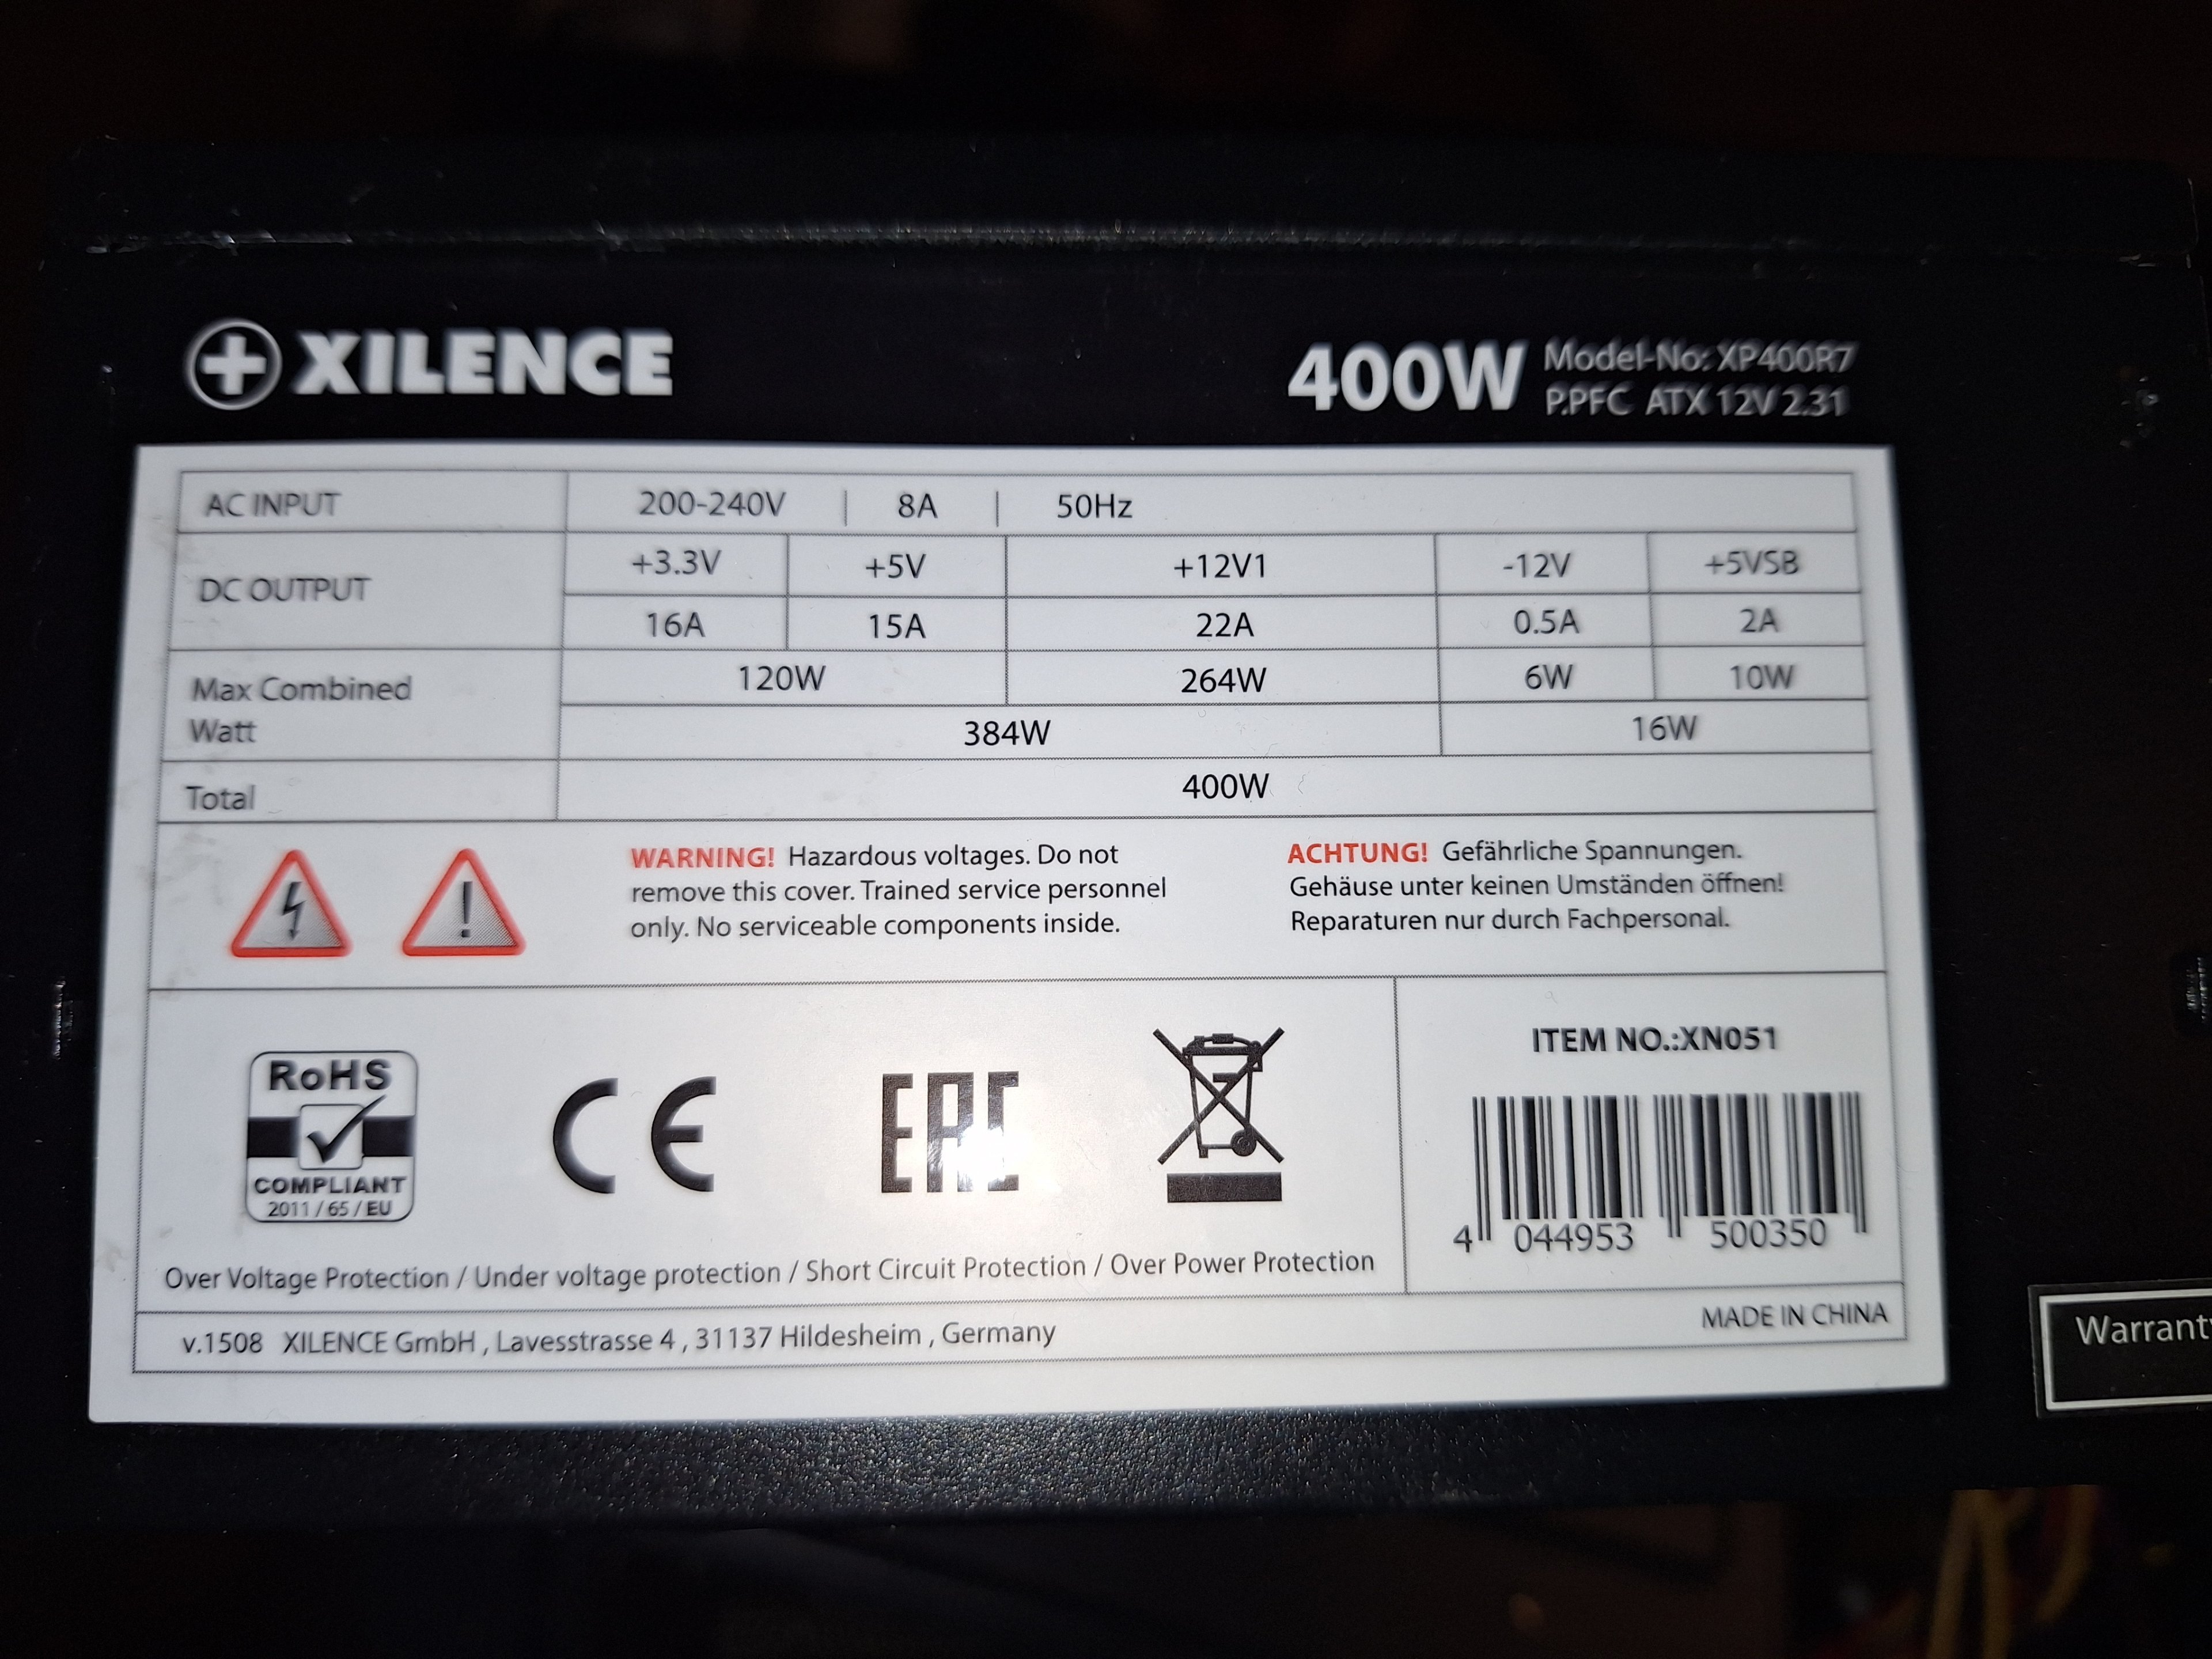 XILENCE
400W Model-No: XP400R7
P.PFC ATX 12V 2.31
AC INPUT 200-240V | 8A | 50Hz
DC OUTPUT +3.3V +5V +12V1 -12V +5VSB
16A 15A 22A 0.5A 2A
Max Combined Watt 120W 264W 6W 10W
384W 16W
Total 400W
WARNING! Hazardous voltages. Do not
remove this cover. Trained service personnel
only. No serviceable components inside.
ACHTUNG! Gefährliche Spannungen.
Gehäuse unter keinen Umständen öffnen!
Reparaturen nur durch Fachpersonal.
RoHS
COMPLIANT
2011 / 65 / EU
CE
EAC
ITEM NO.:XN051
4 044953 500350
Over Voltage Protection / Under voltage protection / Short Circuit Protection / Over Power Protection
MADE IN CHINA
v.1508 XILENCE GmbH , Lavesstrasse 4 , 31137 Hildesheim , Germany